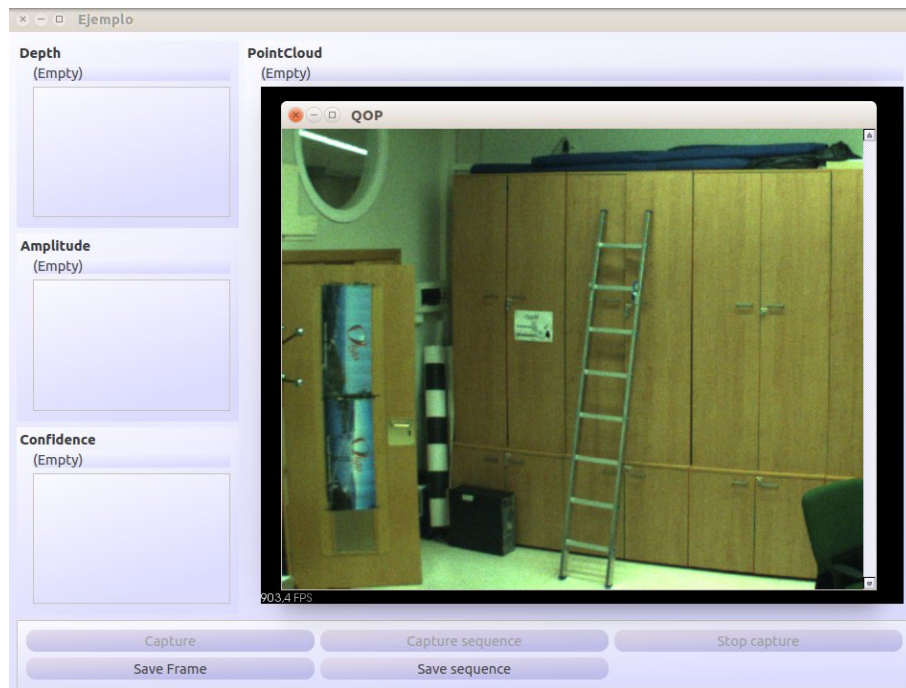 Ejemplo
Depth
(Empty)
PointCloud
(Empty)
QOP
Amplitude
(Empty)
Confidence
(Empty)
903,4 FPS
Capture
Capture sequence
Stop capture
Save Frame
Save sequence